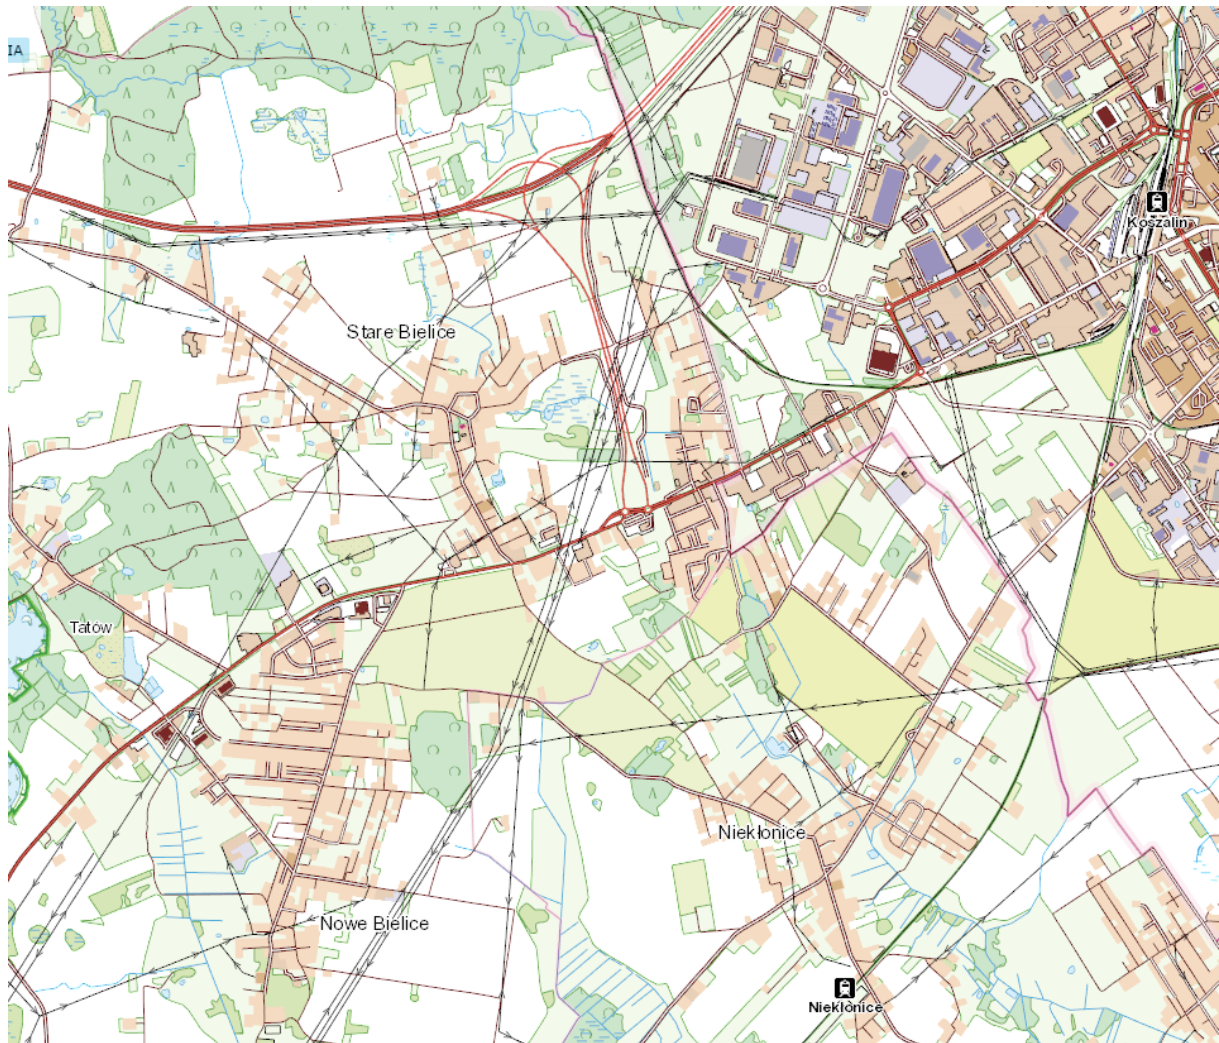 IA
Koszalin
Stare Bielice
Tatów
Niekłonice
Nowe Bielice
Niekłonice